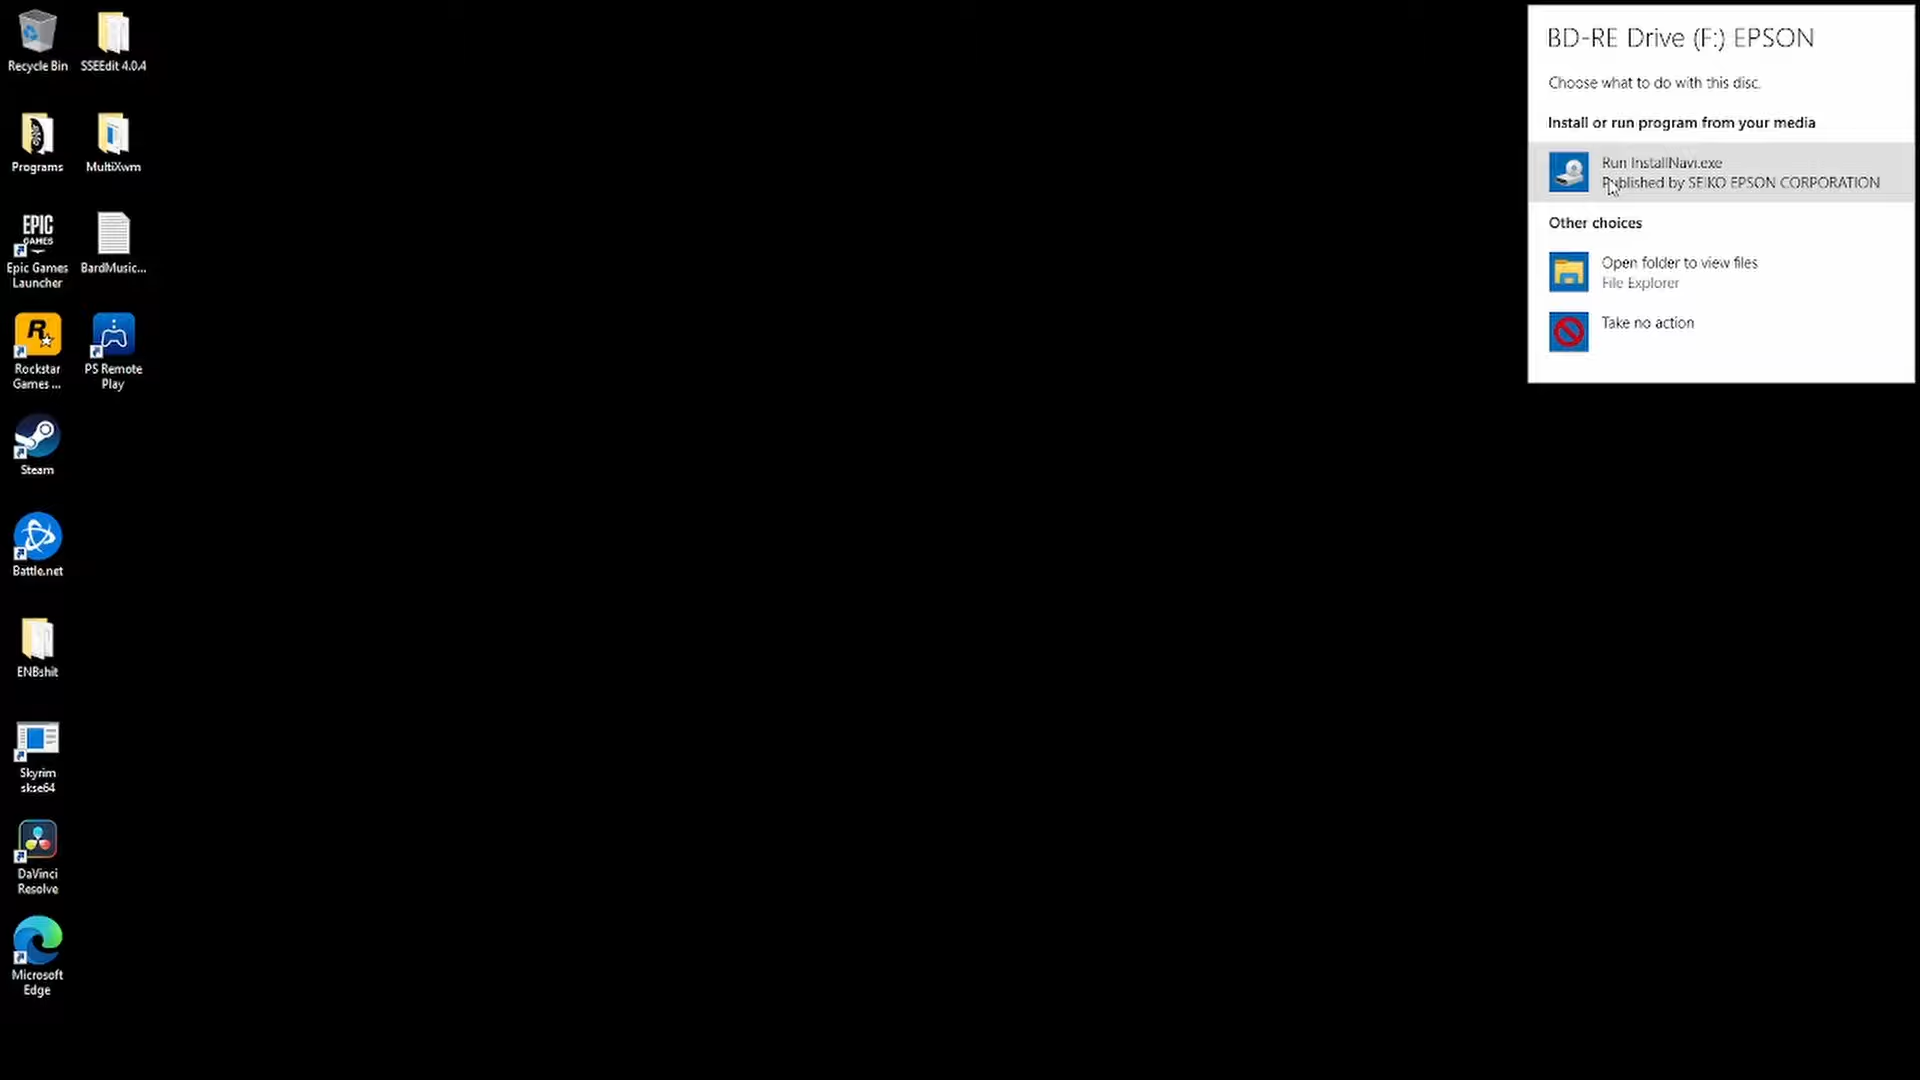 Recycle Bin
SSEEdit 4.0.4
Programs
MultiXwm
EPIC
GAMES
Epic Games
Launcher
BardMusic...
R
Rockstar
Games ...
PS Remote
Play
Steam
Battle.net
ENBshit
Skyrim
skse64
DaVinci
Resolve
Microsoft
Edge
BD-RE Drive (F:) EPSON
Choose what to do with this disc.
Install or run program from your media
Run InstallNavi.exe
Published by SEIKO EPSON CORPORATION
Other choices
Open folder to view files
File Explorer
Take no action